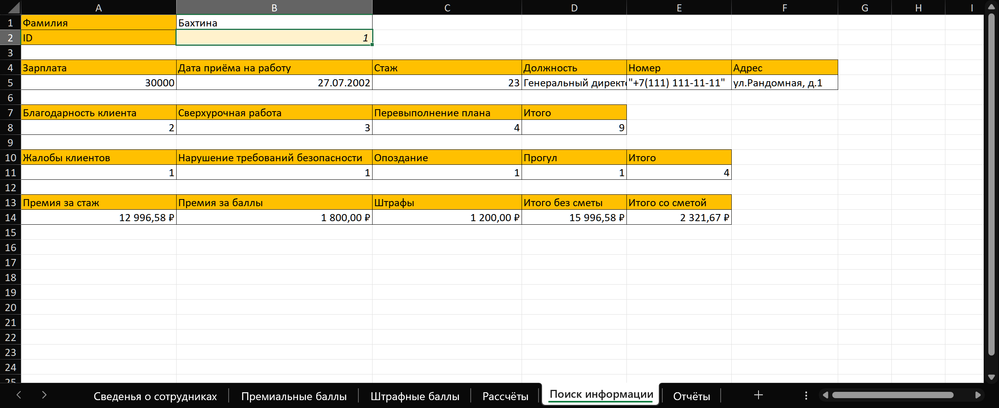 A B C D E F G H I
1 Фамилия Бахтина
2 ID 1
3
4 Зарплата Дата приёма на работу Стаж Должность Номер Адрес
5 30000 27.07.2002 23 Генеральный директо "+7(111) 111-11-11" ул.Рандомная, д.1
6
7 Благодарность клиента Сверхурочная работа Перевыполнение плана Итого
8 2 3 4 9
9
10 Жалобы клиентов Нарушение требований безопасности Опоздание Прогул Итого
11 1 1 1 1 4
12
13 Премия за стаж Премия за баллы Штрафы Итого без сметы Итого со сметой
14 12 996,58 ₽ 1 800,00 ₽ 1 200,00 ₽ 15 996,58 ₽ 2 321,67 ₽
15
16
17
18
19
20
21
22
23
24
25
Сведенья о сотрудниках Премиальные баллы Штрафные баллы Рассчёты Поиск информации Отчёты